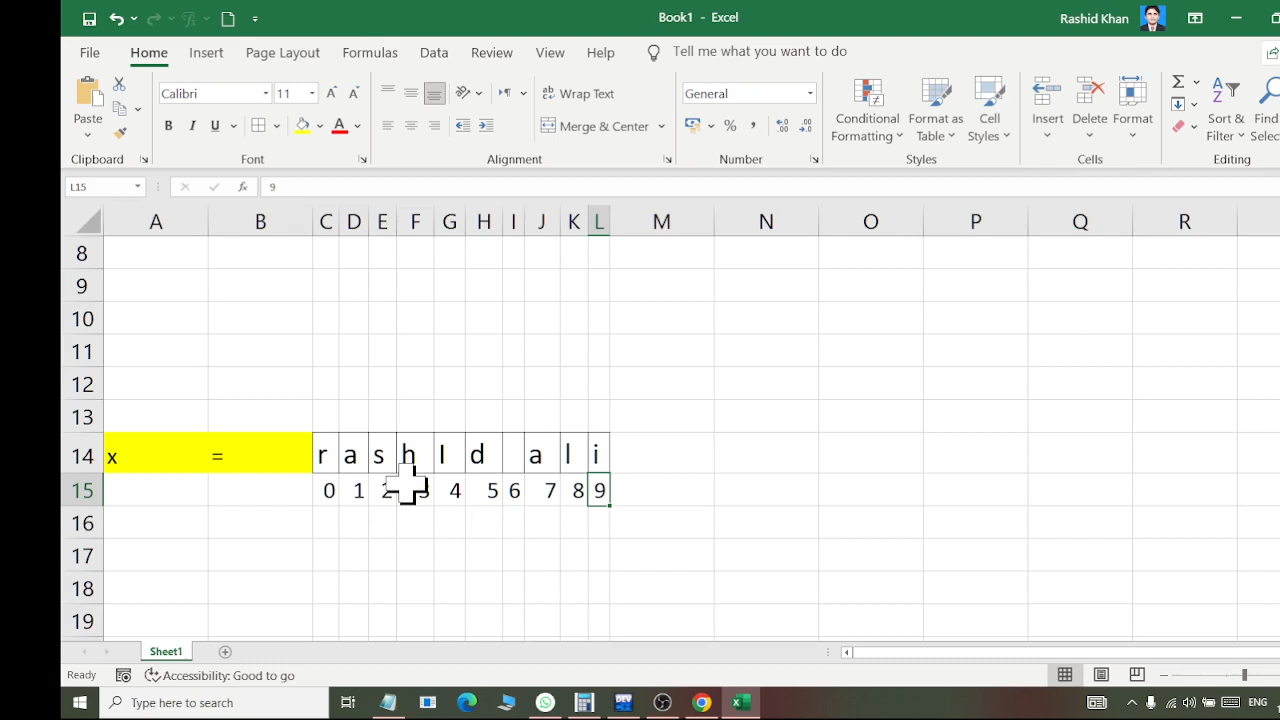 Book1 - Excel
Rashid Khan
File Home Insert Page Layout Formulas Data Review View Help Tell me what you want to do
Calibri 11 Wrap Text General
Paste B I U A Merge & Center % , Conditional Formatting Format as Table Cell Styles Insert Delete Format Sort & Filter
Clipboard Font Alignment Number Styles Cells Editing
L15 fx 9
A B C D E F G H I J K L M N O P Q R
8
9
10
11
12
13
14 x = r a s h I d a l i
15 0 1 2 3 4 5 6 7 8 9
16
17
18
19
Sheet1
Ready Accessibility: Good to go
Type here to search ENG